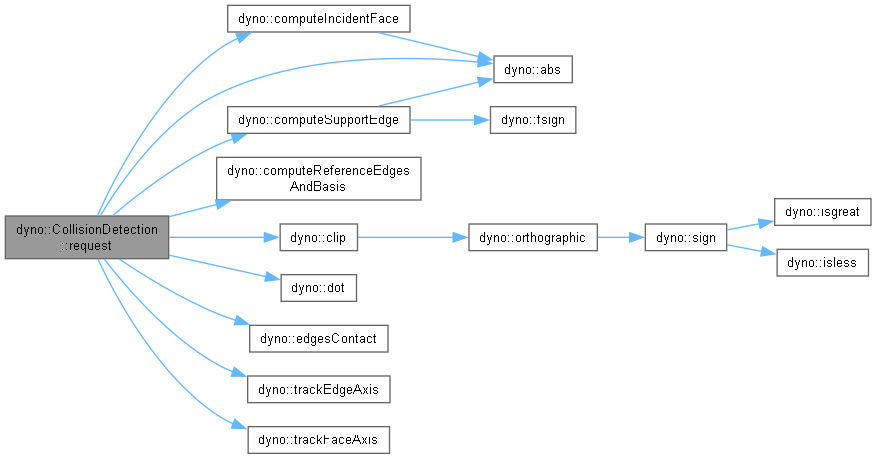 dyno::computeIncidentFace
dyno::abs
dyno::computeSupportEdge
dyno::fsign
dyno::computeReferenceEdges
AndBasis
dyno::CollisionDetection
::request
dyno::clip
dyno::orthographic
dyno::sign
dyno::isgreat
dyno::isless
dyno::dot
dyno::edgesContact
dyno::trackEdgeAxis
dyno::trackFaceAxis